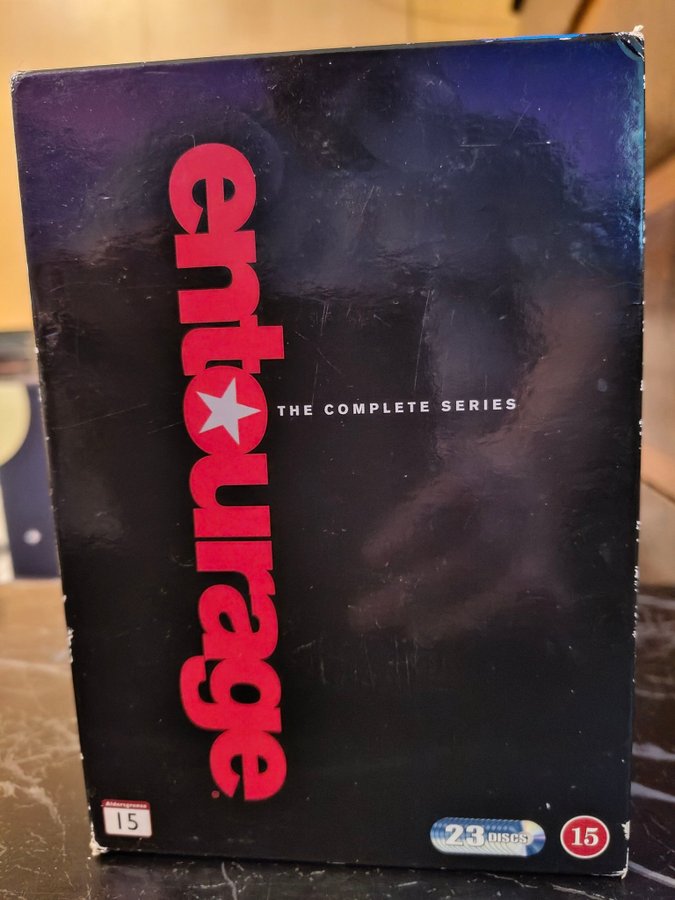 entourage
THE COMPLETE SERIES
Aldersgrense
15
23 DISCS
15